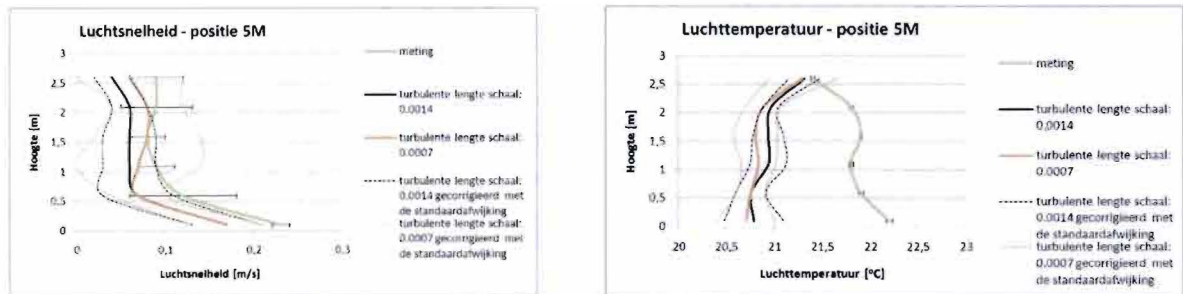 Luchtsnelheid - positie 5M
Hoogte [m]
3
2,5
2
1,5
1
0,5
0
0,1
0,2
0,3
Luchtsnelheid [m/s]
meting
turbulente lengte schaal:
0.0014
turbulente lengte schaal:
0.0007
turbulente lengte schaal:
0.0014 gecorrigieerd met
de standaardafwijking
turbulente lengte schaal:
0.0007 gecorrigieerd met
de standaardafwijking
Luchttemperatuur - positie 5M
Hoogte [m]
3
2,5
2
1,5
1
0,5
0
20
20,5
21
21,5
22
22,5
23
Luchttemperatuur [°C]
meting
turbulente lengte schaal:
0,0014
turbulente lengte schaal:
0,0007
turbulente lengte schaal:
0.0014 gecorrigieerd met
de standaardafwijking
turbulente lengte schaal:
0.0007 gecorrigieerd met
de standaardafwijking